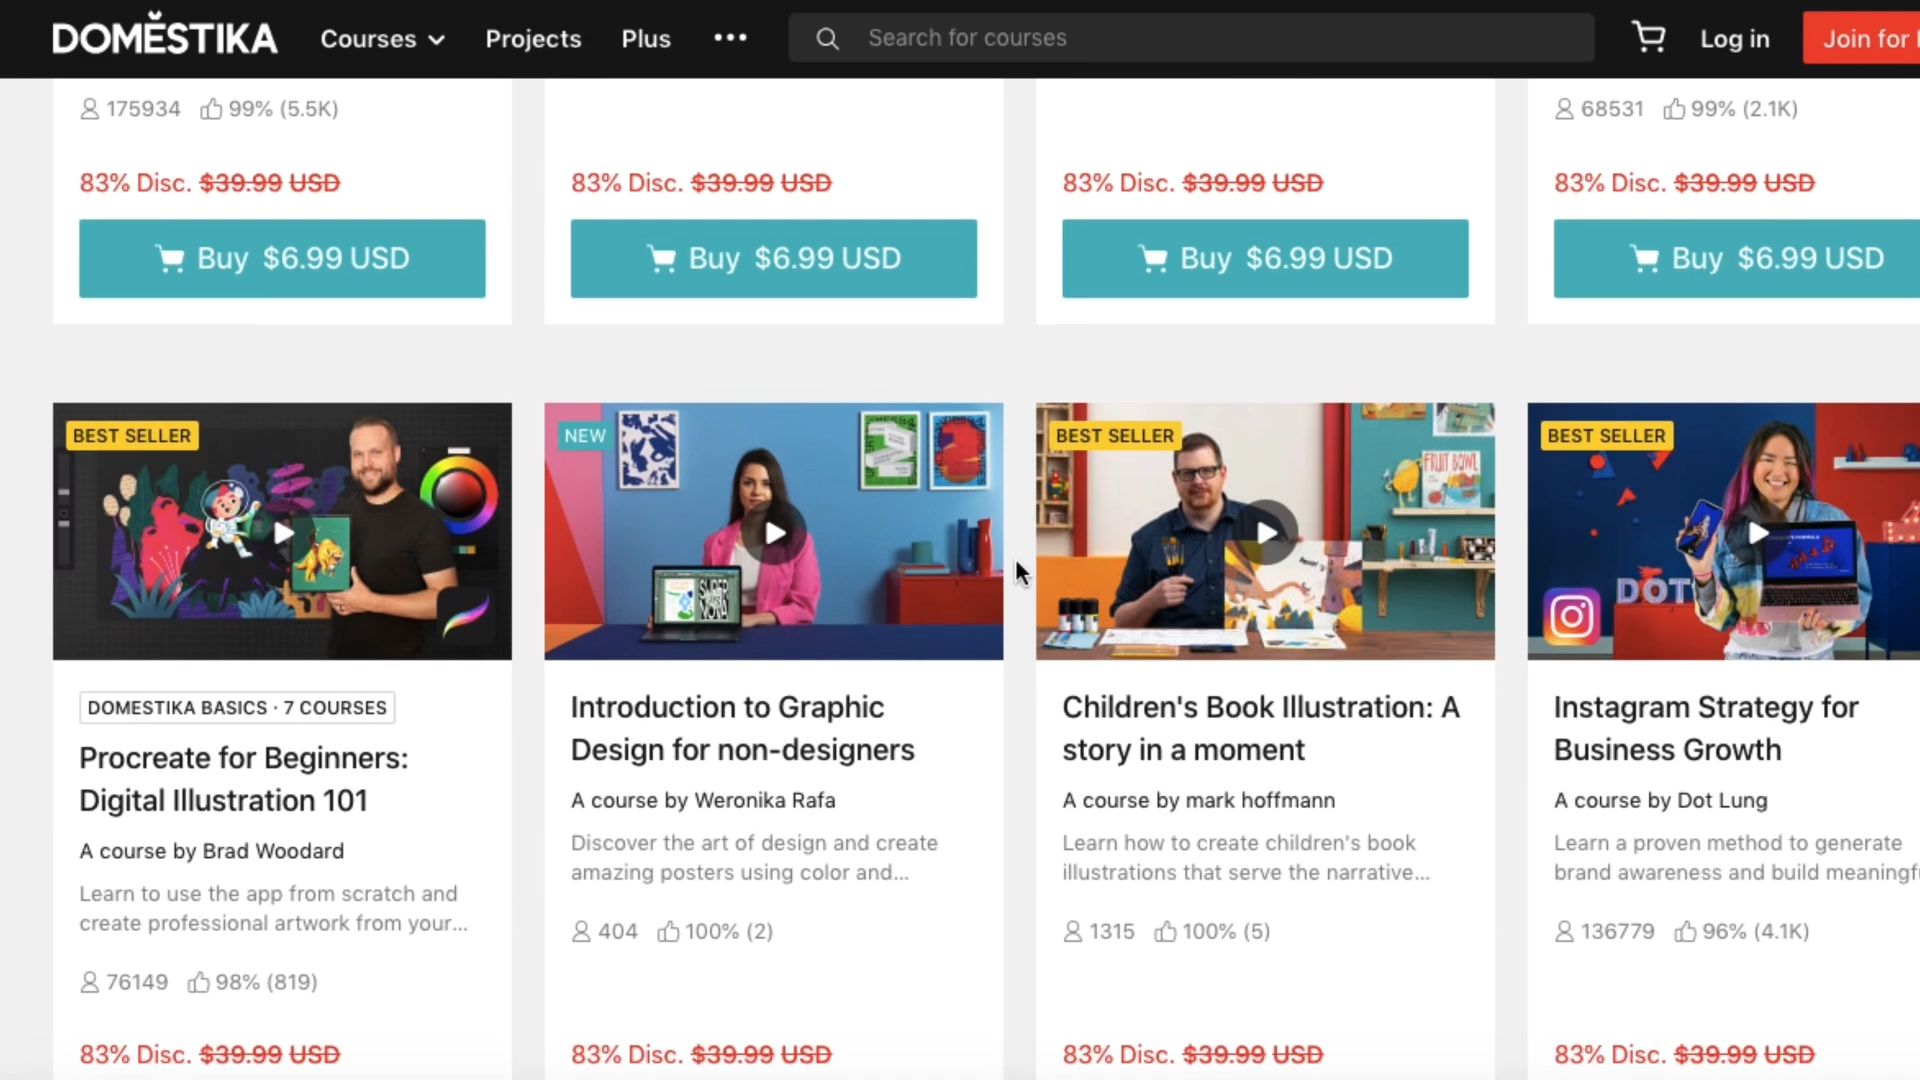 DOMESTIKA Courses Projects Plus ••• Search for courses Log in Join for
175934 99% (5.5K)
68531 99% (2.1K)
83% Disc. $39.99 USD
83% Disc. $39.99 USD
83% Disc. $39.99 USD
83% Disc. $39.99 USD
Buy $6.99 USD
Buy $6.99 USD
Buy $6.99 USD
Buy $6.99 USD
BEST SELLER
DOMESTIKA BASICS · 7 COURSES
Procreate for Beginners:
Digital Illustration 101
A course by Brad Woodard
Learn to use the app from scratch and
create professional artwork from your...
76149 98% (819)
83% Disc. $39.99 USD
NEW
Introduction to Graphic
Design for non-designers
A course by Weronika Rafa
Discover the art of design and create
amazing posters using color and...
404 100% (2)
83% Disc. $39.99 USD
BEST SELLER
FRUIT BOWL
Children's Book Illustration: A
story in a moment
A course by mark hoffmann
Learn how to create children's book
illustrations that serve the narrative...
1315 100% (5)
83% Disc. $39.99 USD
BEST SELLER
DOT
Instagram Strategy for
Business Growth
A course by Dot Lung
Learn a proven method to generate
brand awareness and build meaningf
136779 96% (4.1K)
83% Disc. $39.99 USD